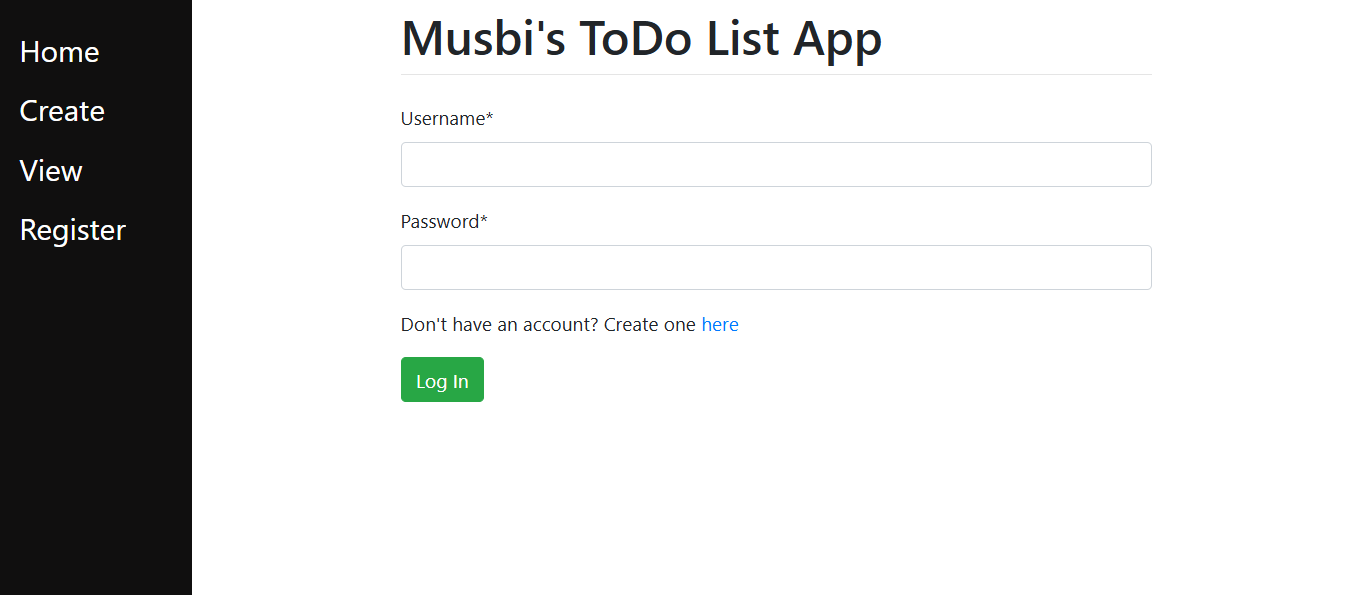 Home
Create
View
Register
Musbi's ToDo List App
Username*
Password*
Don't have an account? Create one here
Log In